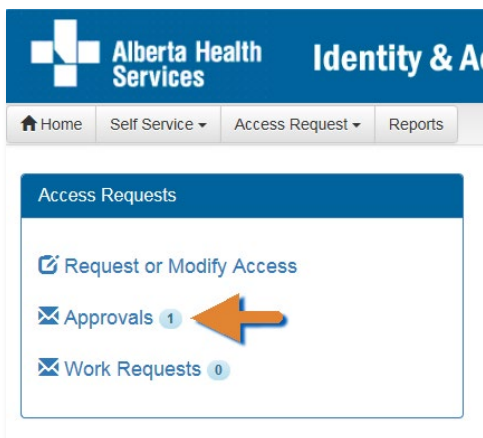 Alberta Health
Services
Identity &
Home Self Service Access Request Reports
Access Requests
Request or Modify Access
Approvals 1
Work Requests 0